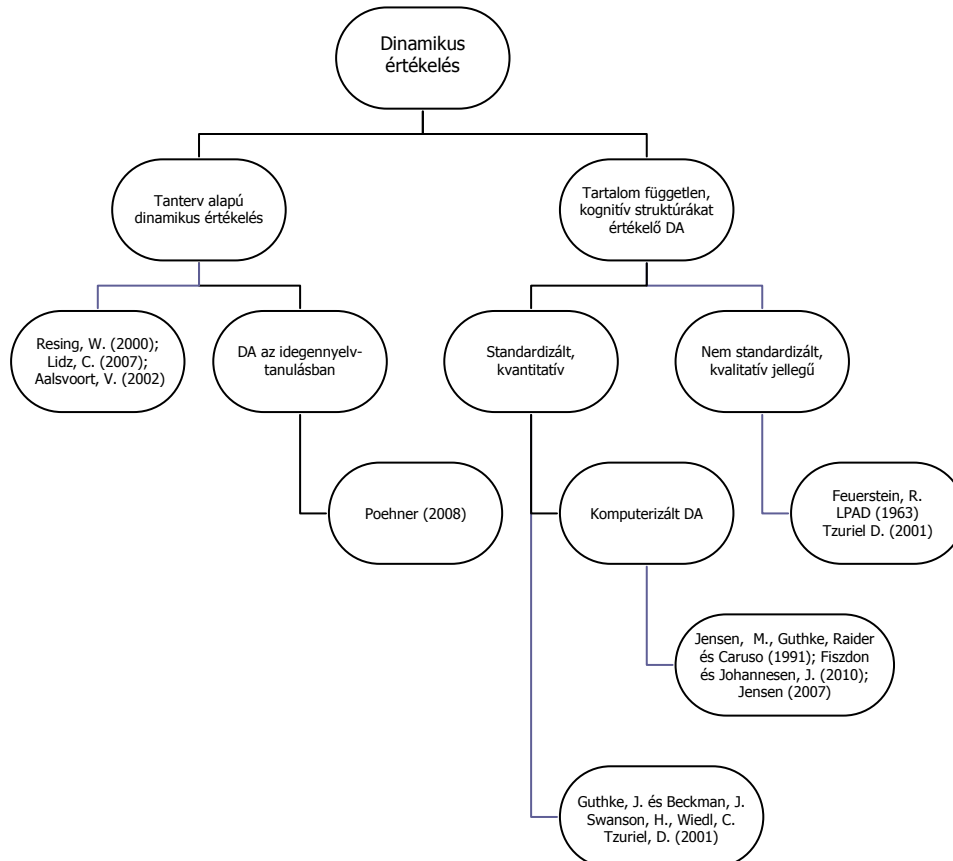 Dinamikus
értékelés
Tanterv alapú
dinamikus értékelés
Tartalom független,
kognitív struktúrákat
értékelő DA
Resing, W. (2000);
Lidz, C. (2007);
Aalsvoort, V. (2002)
DA az idegennyelv-
tanulásban
Standardizált,
kvantitatív
Nem standardizált,
kvalitatív jellegű
Poehner (2008)
Komputerizált DA
Feuerstein, R.
LPAD (1963)
Tzuriel D. (2001)
Jensen, M., Guthke, Raider
és Caruso (1991); Fiszdon
és Johannesen, J. (2010);
Jensen (2007)
Guthke, J. és Beckman, J.
Swanson, H., Wiedl, C.
Tzuriel, D. (2001)